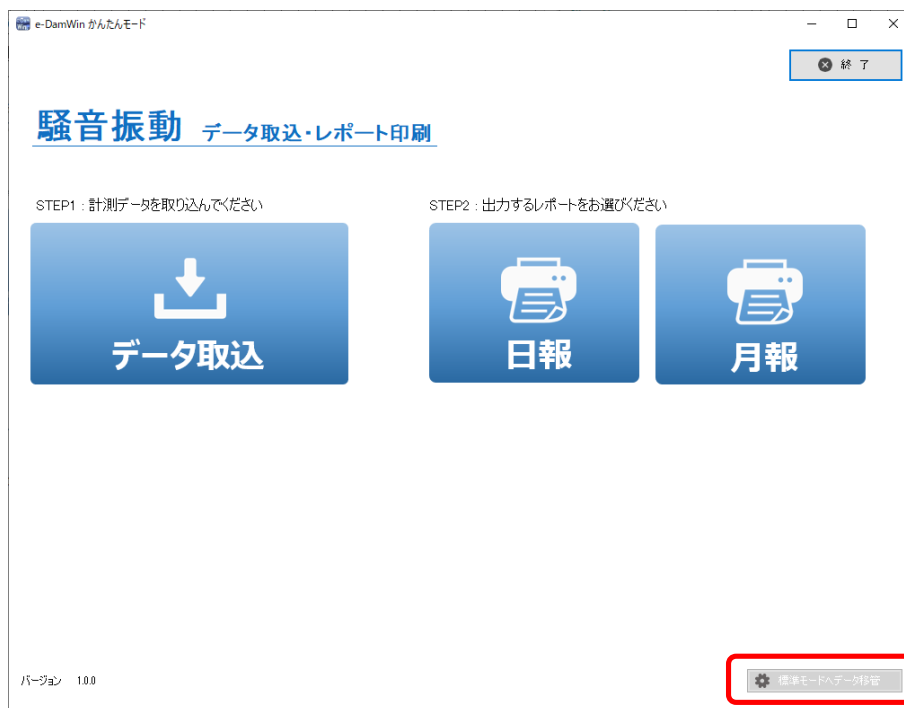 e-DamWin かんたんモード
終 了
騒音振動 データ取込・レポート印刷
STEP1：計測データを取り込んでください
STEP2：出力するレポートをお選びください
データ取込
日報
月報
バージョン 1.0.0
標準モードへデータ移管